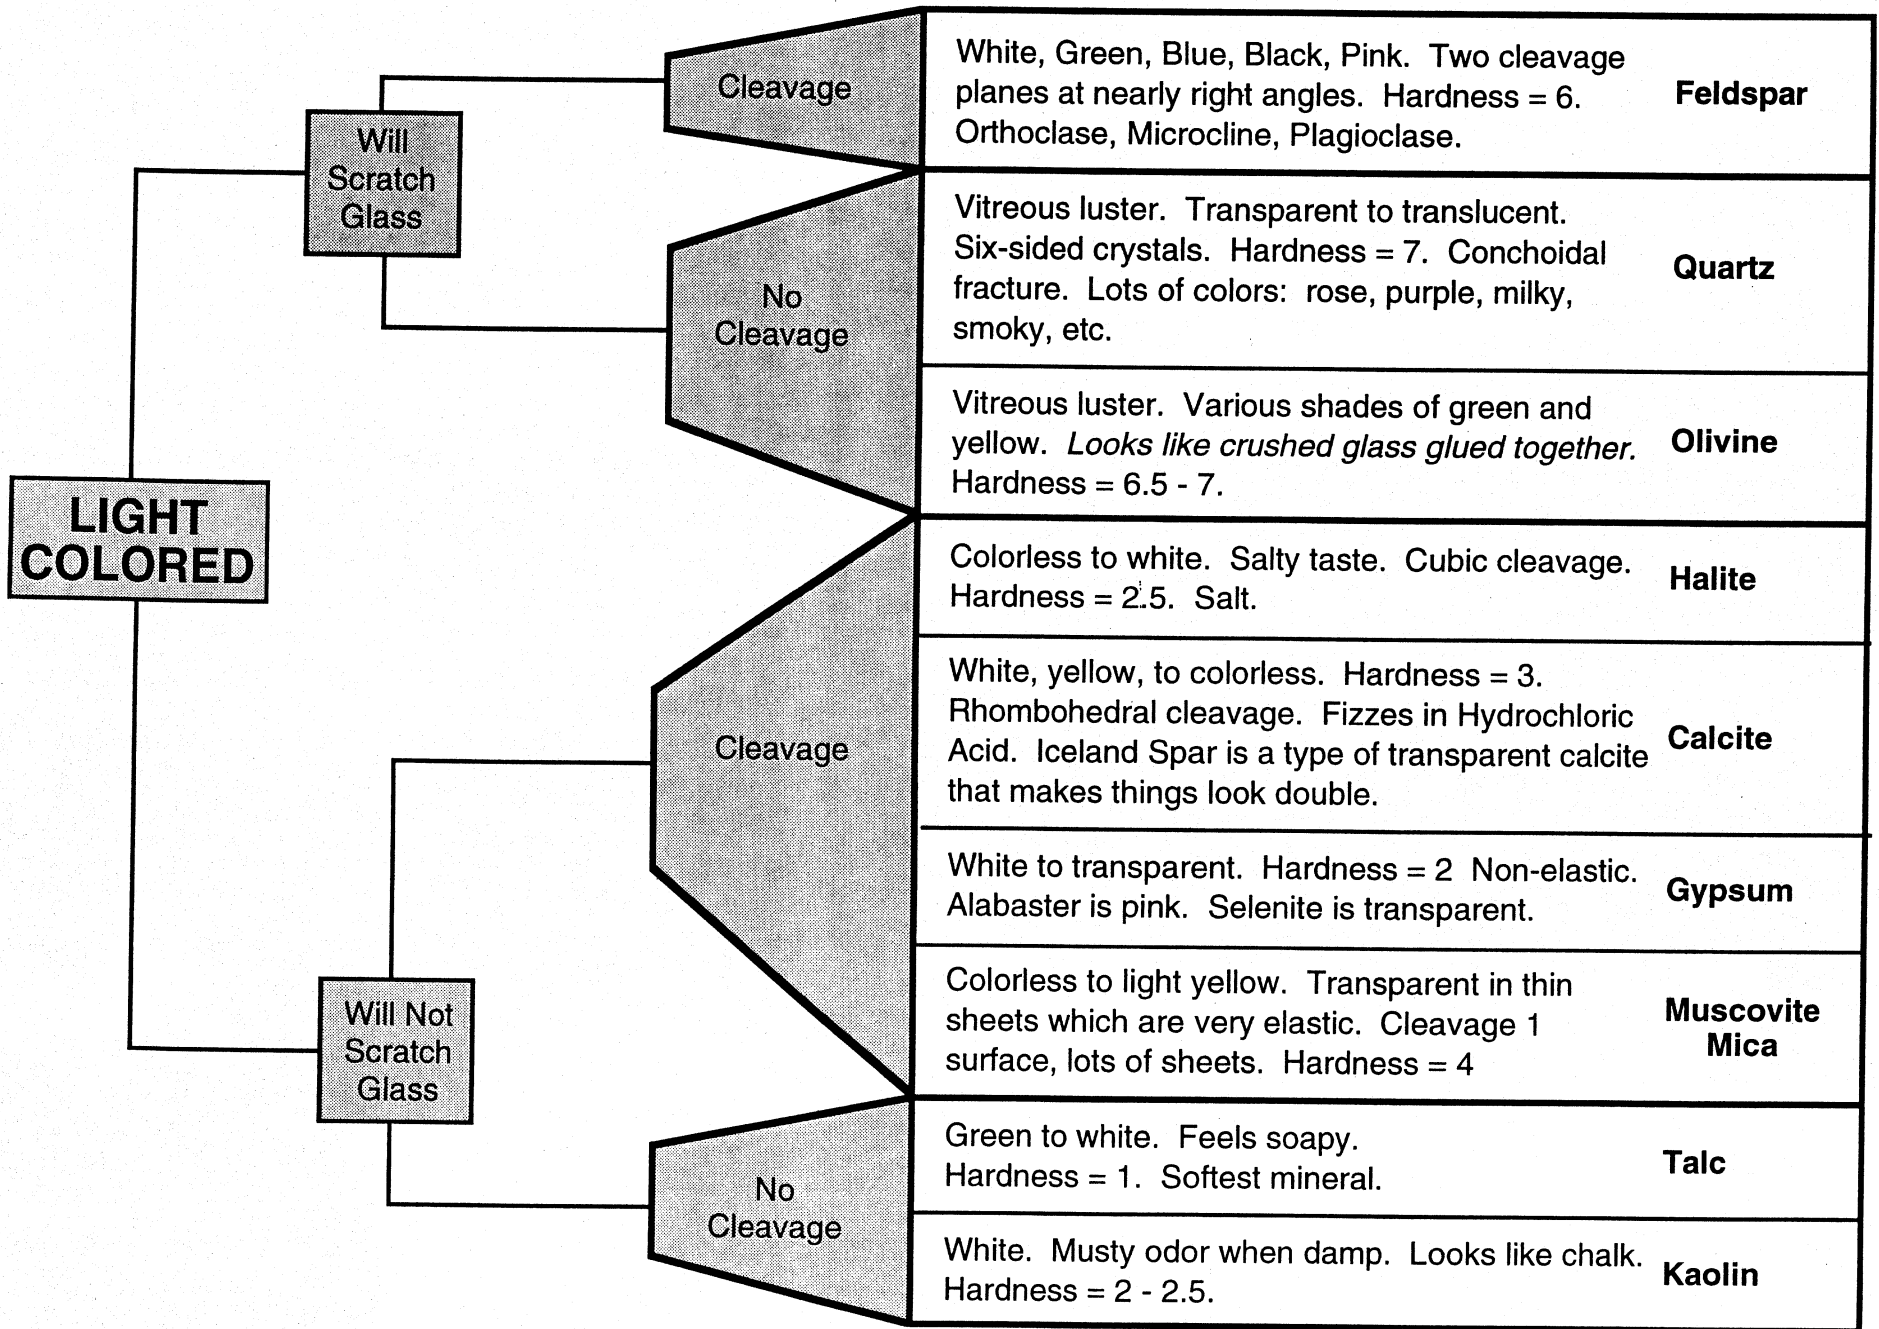 LIGHT
COLORED
Will
Scratch
Glass
Cleavage
White, Green, Blue, Black, Pink. Two cleavage
planes at nearly right angles. Hardness = 6.
Orthoclase, Microcline, Plagioclase.
Feldspar
No
Cleavage
Vitreous luster. Transparent to translucent.
Six-sided crystals. Hardness = 7. Conchoidal
fracture. Lots of colors: rose, purple, milky,
smoky, etc.
Quartz
Vitreous luster. Various shades of green and
yellow. Looks like crushed glass glued together.
Hardness = 6.5 - 7.
Olivine
Will Not
Scratch
Glass
Cleavage
Colorless to white. Salty taste. Cubic cleavage.
Hardness = 2.5. Salt.
Halite
White, yellow, to colorless. Hardness = 3.
Rhombohedral cleavage. Fizzes in Hydrochloric
Acid. Iceland Spar is a type of transparent calcite
that makes things look double.
Calcite
White to transparent. Hardness = 2 Non-elastic.
Alabaster is pink. Selenite is transparent.
Gypsum
Colorless to light yellow. Transparent in thin
sheets which are very elastic. Cleavage 1
surface, lots of sheets. Hardness = 4
Muscovite
Mica
No
Cleavage
Green to white. Feels soapy.
Hardness = 1. Softest mineral.
Talc
White. Musty odor when damp. Looks like chalk.
Hardness = 2 - 2.5.
Kaolin